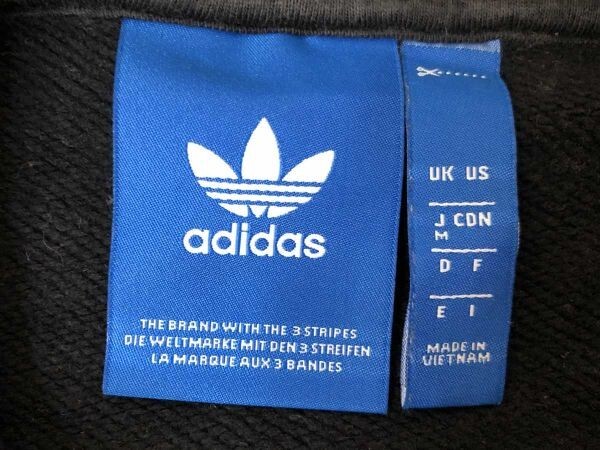 adidas
THE BRAND WITH THE 3 STRIPES
DIE WELTMARKE MIT DEN 3 STREIFEN
LA MARQUE AUX 3 BANDES
UK US
J CDN
M
D F
E I
MADE IN
VIETNAM